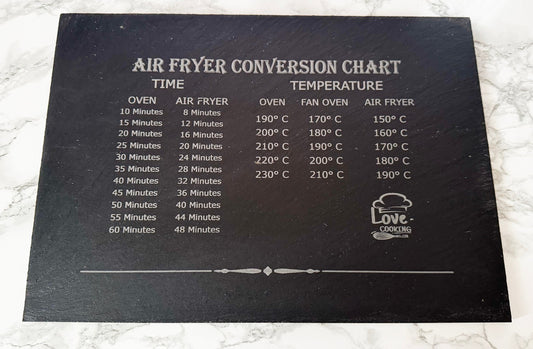 AIR FRYER CONVERSION CHART
TIME TEMPERATURE
OVEN AIR FRYER OVEN FAN OVEN AIR FRYER
10 Minutes 8 Minutes 190° C 170° C 150° C
15 Minutes 12 Minutes 200° C 180° C 160° C
20 Minutes 16 Minutes 210° C 190° C 170° C
25 Minutes 20 Minutes 220° C 200° C 180° C
30 Minutes 24 Minutes 230° C 210° C 190° C
35 Minutes 28 Minutes
40 Minutes 32 Minutes
45 Minutes 36 Minutes
50 Minutes 40 Minutes
55 Minutes 44 Minutes
60 Minutes 48 Minutes
Love-
COOKING